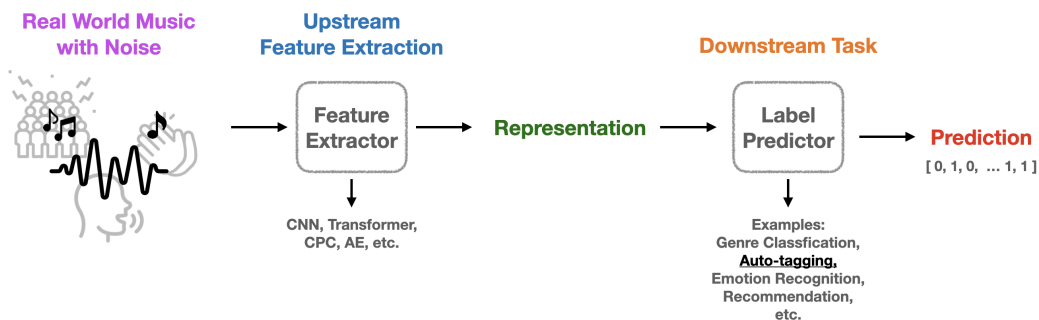 Real World Music
with Noise
Upstream
Feature Extraction
Downstream Task
Feature
Extractor
Representation
Label
Predictor
Prediction
[ 0, 1, 0,  … 1, 1 ]
CNN, Transformer,
CPC, AE, etc.
Examples:
Genre Classfication,
Auto-tagging,
Emotion Recognition,
Recommendation,
etc.